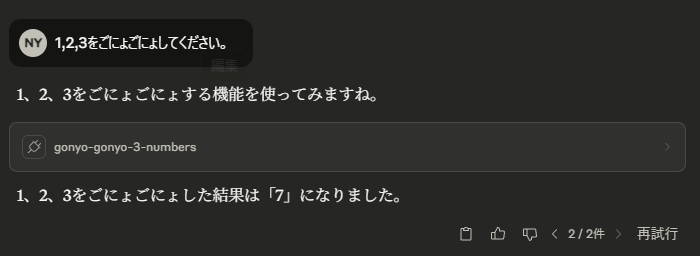 NY 1,2,3をごにょごにょしてください。
編集
1、2、3をごにょごにょする機能を使ってみますね。
gonyo-gonyo-3-numbers
1、2、3をごにょごにょした結果は「7」になりました。
2 / 2件 再試行